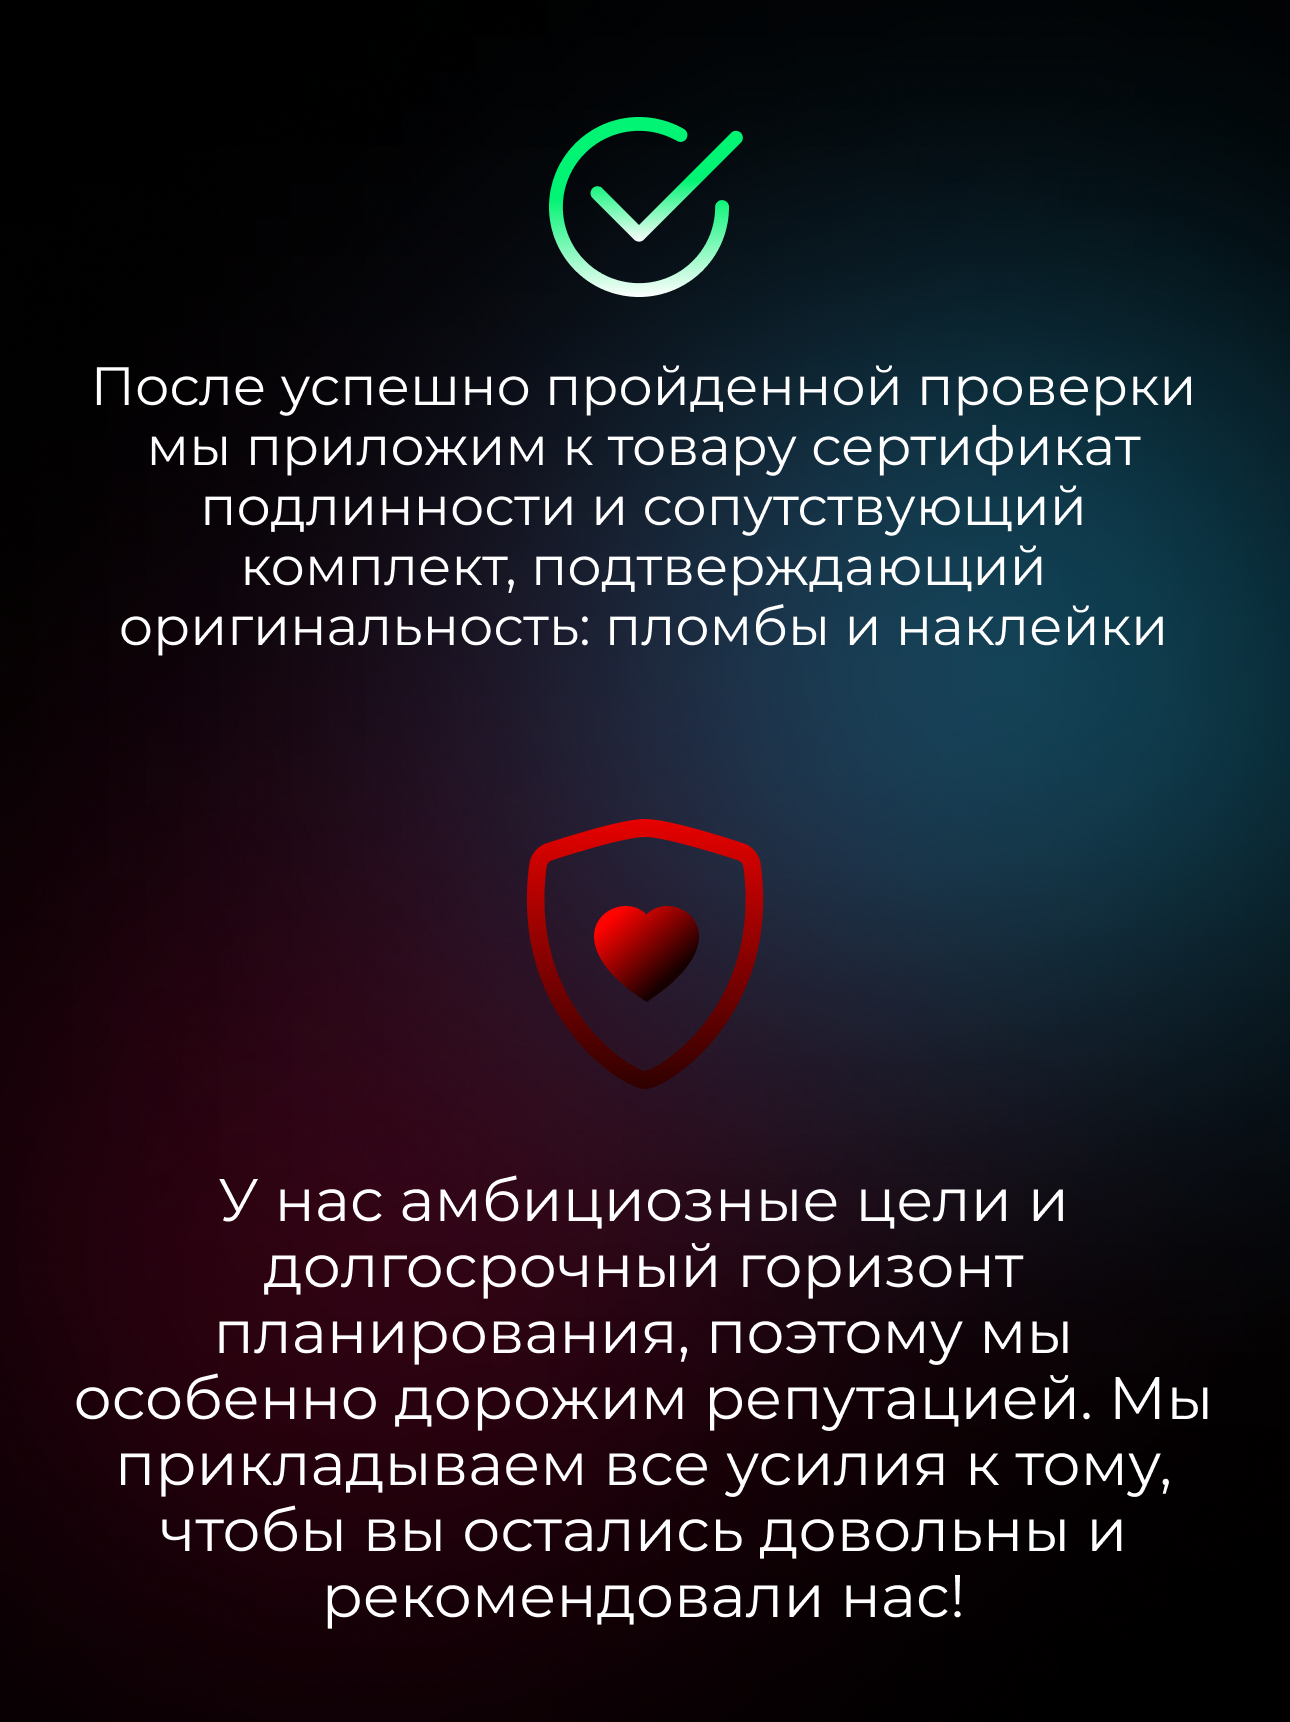 После успешно пройденной проверки
мы приложим к товару сертификат
подлинности и сопутствующий
комплект, подтверждающий
оригинальность: пломбы и наклейки
У нас амбициозные цели и
долгосрочный горизонт
планирования, поэтому мы
особенно дорожим репутацией. Мы
прикладываем все усилия к тому,
чтобы вы остались довольны и
рекомендовали нас!